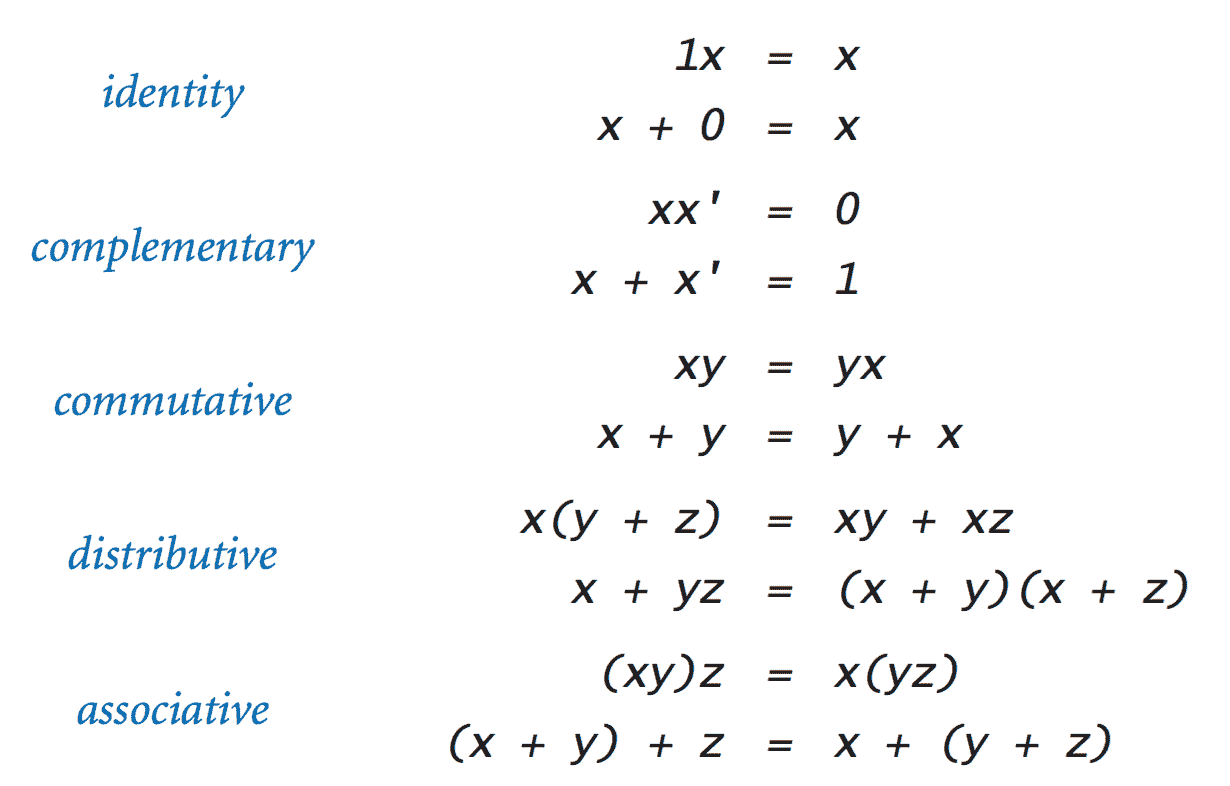 identity
1x = x
x + 0 = x
complementary
xx' = 0
x + x' = 1
commutative
xy = yx
x + y = y + x
distributive
x(y + z) = xy + xz
x + yz = (x + y)(x + z)
associative
(xy)z = x(yz)
(x + y) + z = x + (y + z)